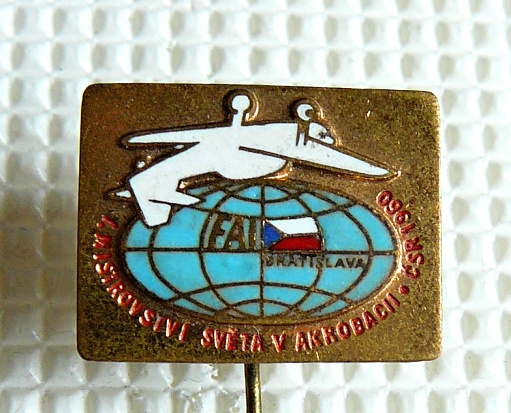 FAI
BRATISLAVA
I. MISTROVSTVÍ SVĚTA V AKROBACII • ČSR 1960